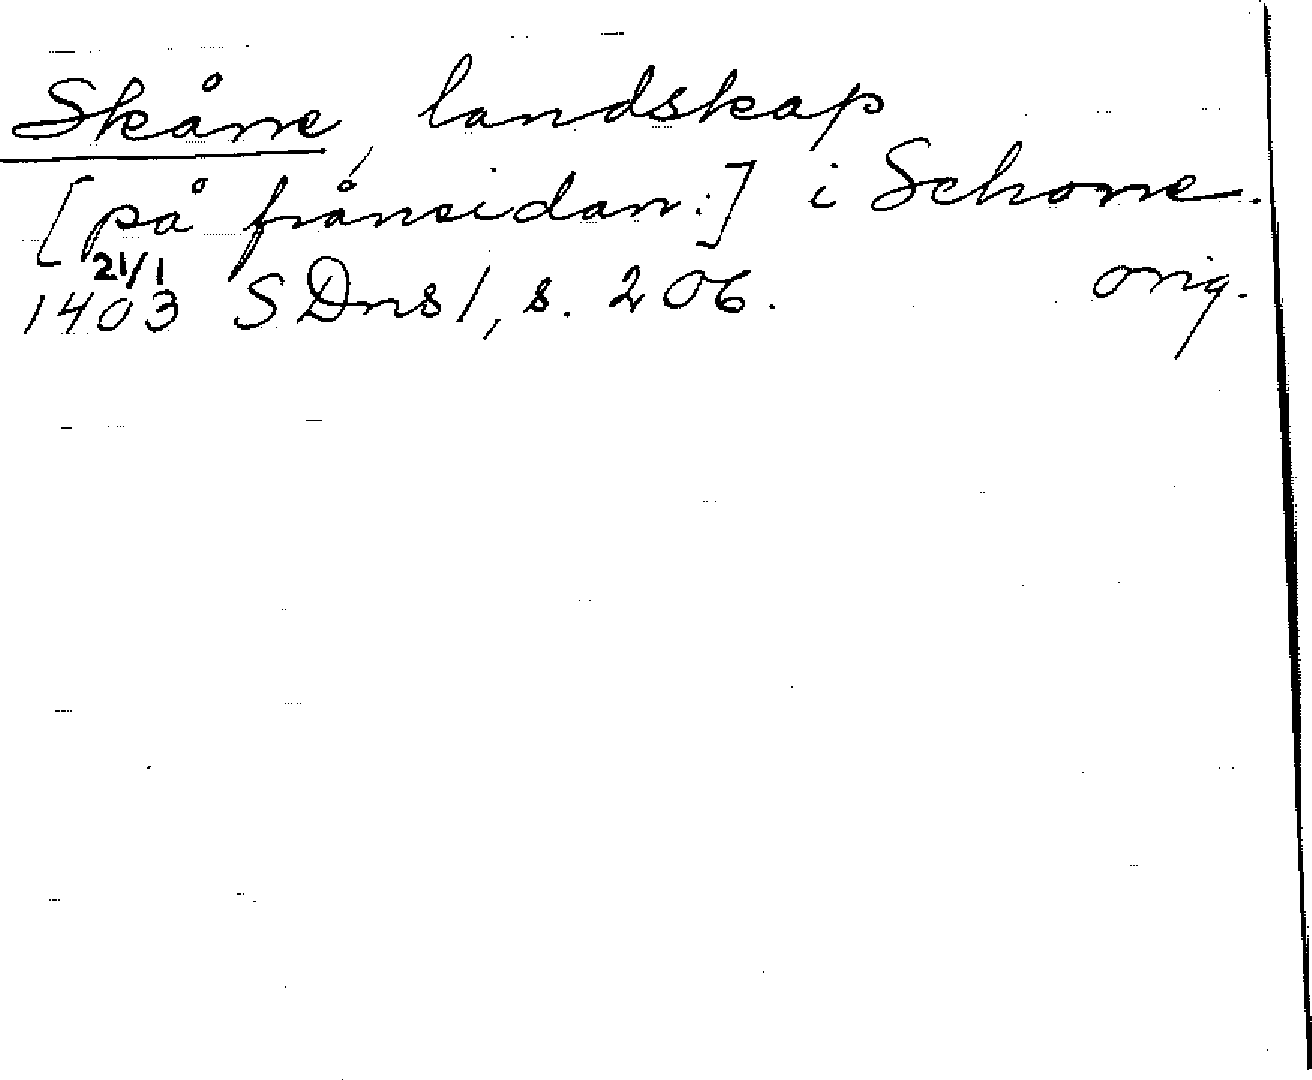 Skåne, landskap
[på frånsidan:] i Schone.
21/1
1403 SDns 1, s. 206. orig.